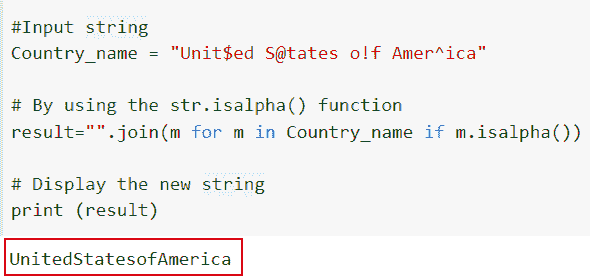 #Input string
Country_name = "Unit$ed S@tates o!f Amer^ica"
# By using the str.isalpha() function
result="".join(m for m in Country_name if m.isalpha())
# Display the new string
print (result)
UnitedStatesofAmerica